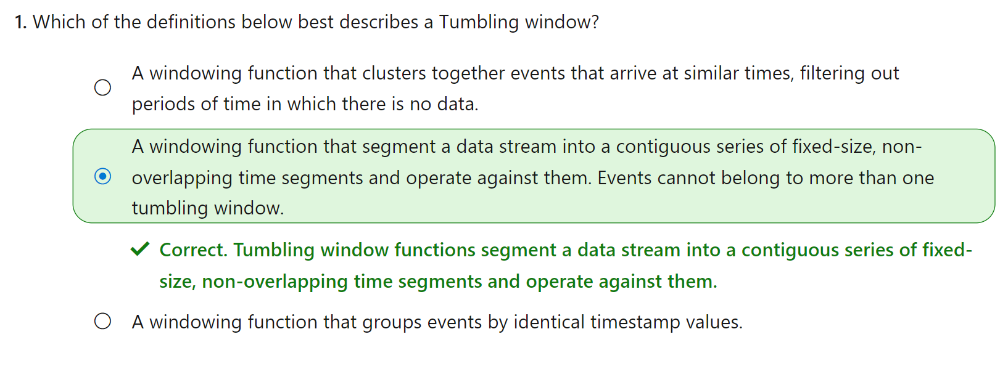 1. Which of the definitions below best describes a Tumbling window?
A windowing function that clusters together events that arrive at similar times, filtering out
periods of time in which there is no data.
A windowing function that segment a data stream into a contiguous series of fixed-size, non-
overlapping time segments and operate against them. Events cannot belong to more than one
tumbling window.
Correct. Tumbling window functions segment a data stream into a contiguous series of fixed-
size, non-overlapping time segments and operate against them.
A windowing function that groups events by identical timestamp values.